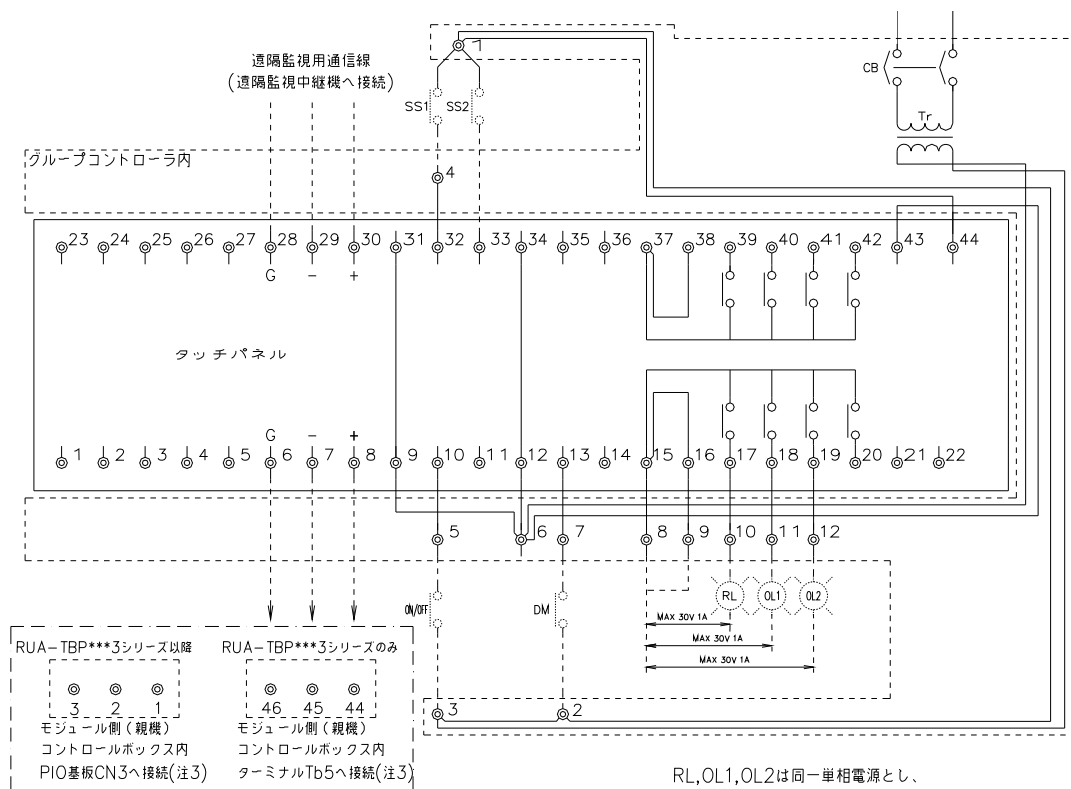 1
CB
遠隔監視用通信線
(遠隔監視中継機へ接続)
SS1 SS2
Tr
グループコントローラ内
4
23 24 25 26 27 28 29 30 31 32 33 34 35 36 37 38 39 40 41 42 43 44
G − +
タッチパネル
G − +
1 2 3 4 5 6 7 8 9 10 11 12 13 14 15 16 17 18 19 20 21 22
5 6 7 8 9 10 11 12
ON/OFF DM RL OL1 OL2
MAX 30V 1A
MAX 30V 1A
MAX 30V 1A
RUA-TBP***3シリーズ以降 RUA-TBP***3シリーズのみ
3 2 1 46 45 44
3 2
モジュール側(親機)
コントロールボックス内
PIO基板CN3へ接続(注3)
モジュール側(親機)
コントロールボックス内
ターミナルTb5へ接続(注3)
RL,OL1,OL2は同一単相電源とし、